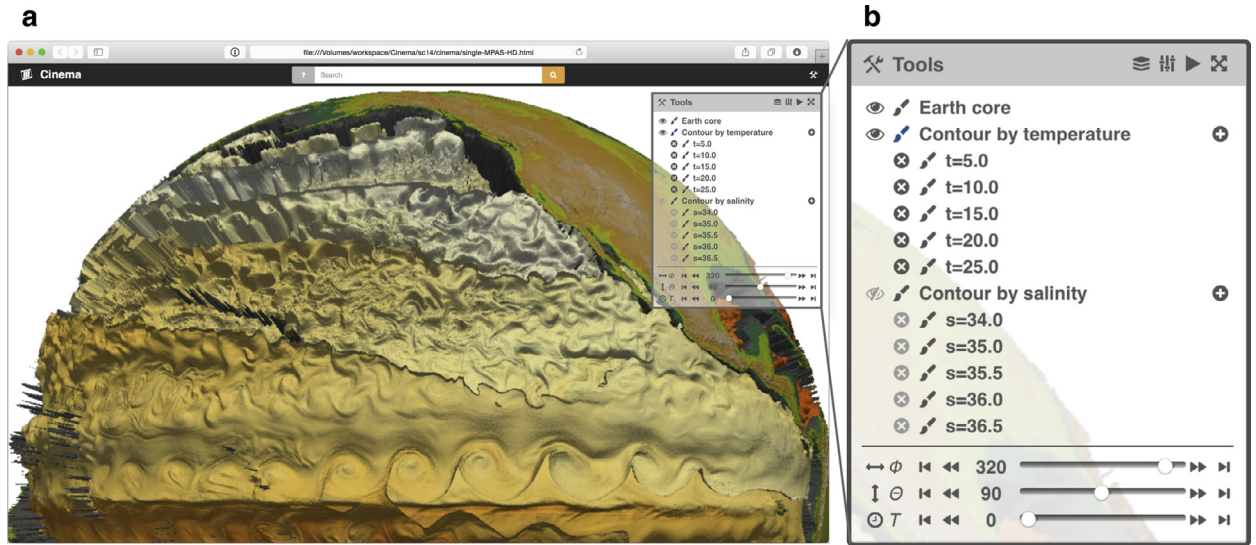 a
b
file:///Volumes/workspace/Cinema/sc14/cinema/single-MPAS-HD.html
Cinema
?
Search
Tools
Earth core
Contour by temperature
t=5.0
t=10.0
t=15.0
t=20.0
t=25.0
Contour by salinity
s=34.0
s=35.0
s=35.5
s=36.0
s=36.5
ϕ 320
Θ 90
T 0
Tools
Earth core
Contour by temperature
t=5.0
t=10.0
t=15.0
t=20.0
t=25.0
Contour by salinity
s=34.0
s=35.0
s=35.5
s=36.0
s=36.5
ϕ 320
Θ 90
T 0